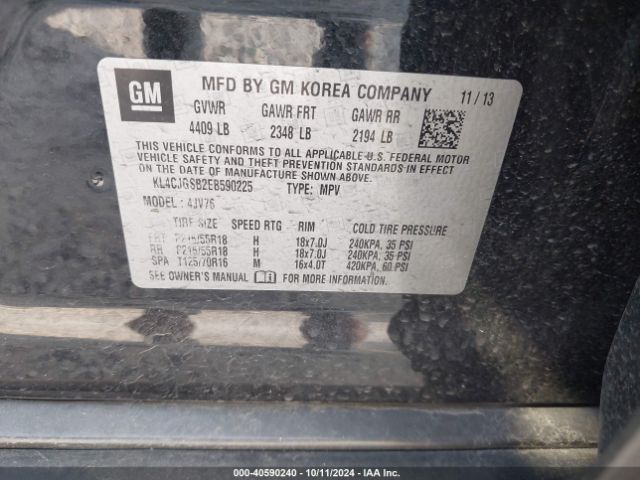 GM
MFD BY GM KOREA COMPANY 11/13
GVWR GAWR FRT GAWR RR
4409 LB 2348 LB 2194 LB
THIS VEHICLE CONFORMS TO ALL APPLICABLE U.S. FEDERAL MOTOR
VEHICLE SAFETY AND THEFT PREVENTION STANDARDS IN EFFECT ON
THE DATE OF MANUFACTURE SHOWN ABOVE.
KL4CJGSB2EB590225 TYPE: MPV
MODEL: 4JV76
TIRE SIZE SPEED RTG RIM COLD TIRE PRESSURE
FRT P215/55R18 H 18x7.0J 240KPA, 35 PSI
RR P215/55R18 H 18x7.0J 240KPA, 35 PSI
SPA T125/70R16 M 16x4.0T 420KPA, 60 PSI
SEE OWNER'S MANUAL i FOR MORE INFORMATION.
000-40590240 - 10/11/2024 - IAAI.com